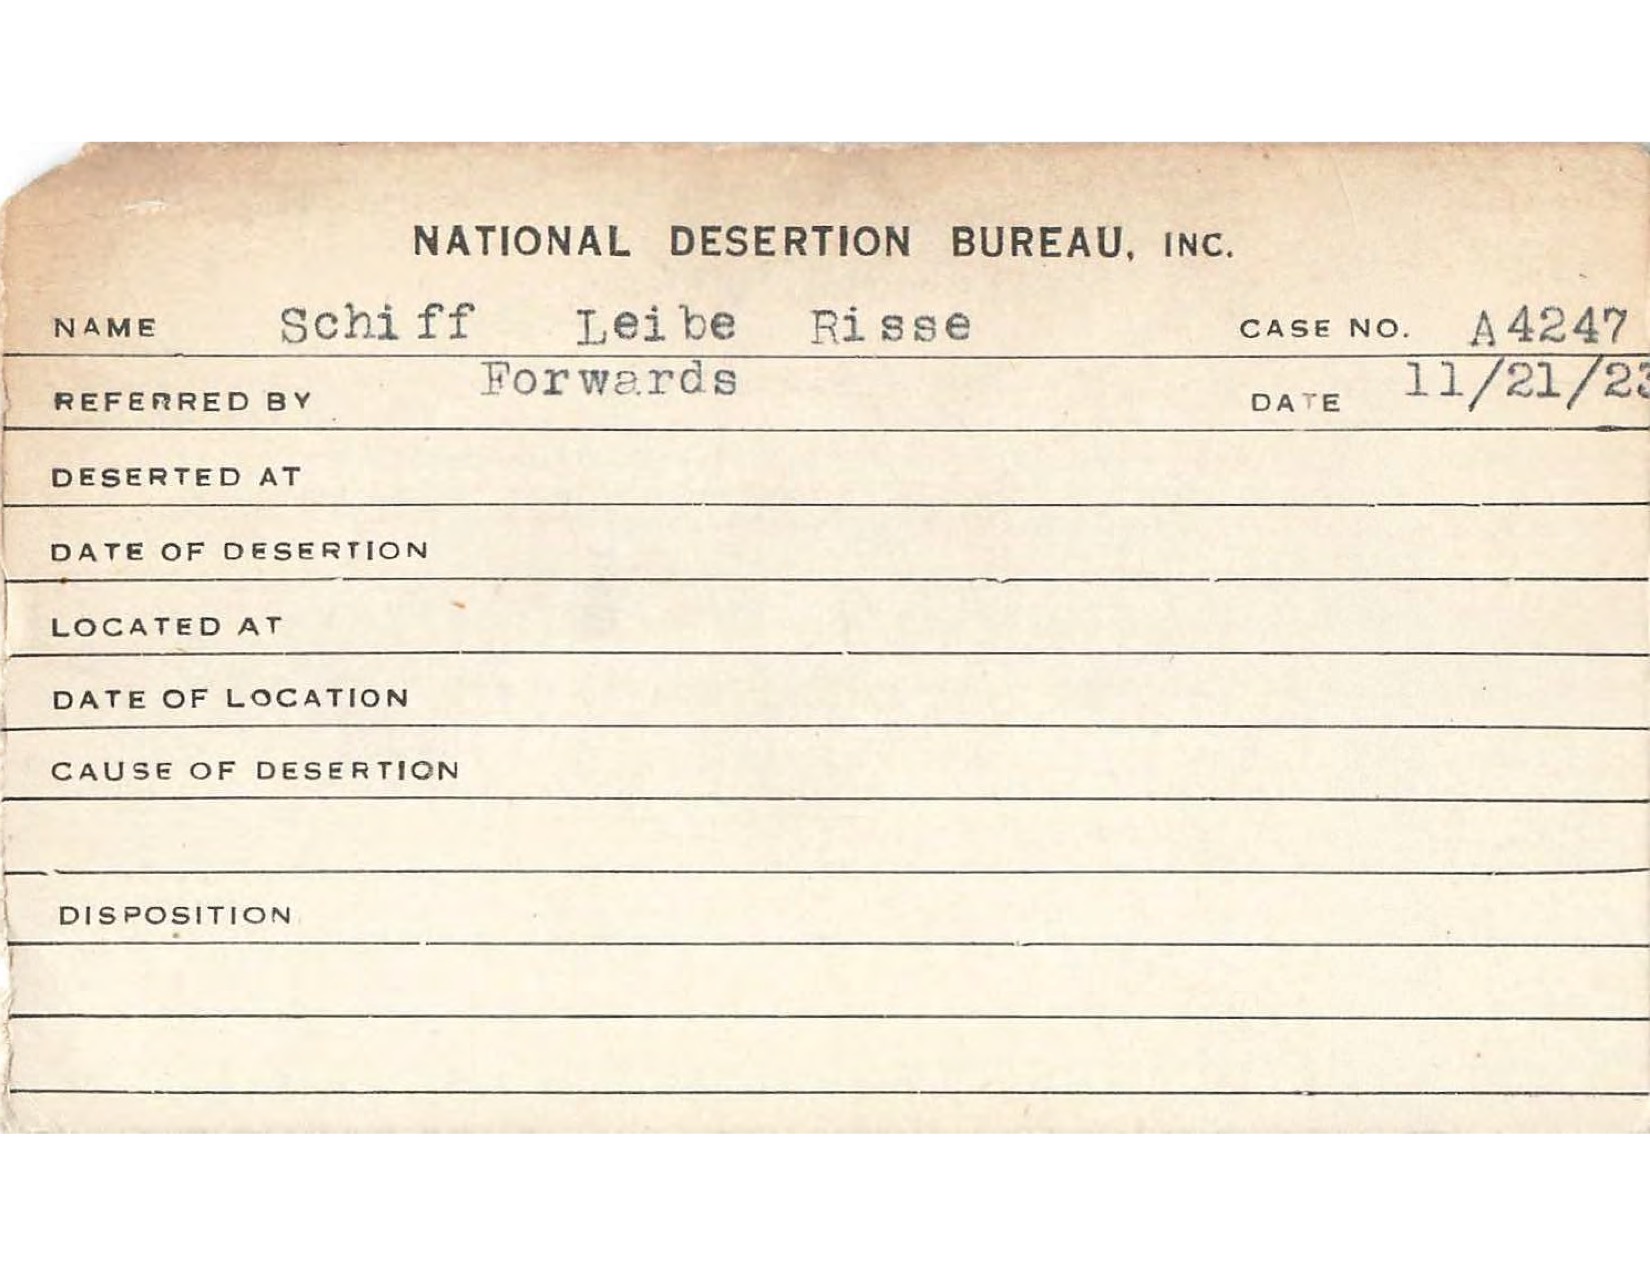 NATIONAL DESERTION BUREAU, INC.
NAME Schiff Leibe Risse CASE NO. A4247
REFERRED BY Forwards DATE 11/21/23
DESERTED AT
DATE OF DESERTION
LOCATED AT
DATE OF LOCATION
CAUSE OF DESERTION
DISPOSITION